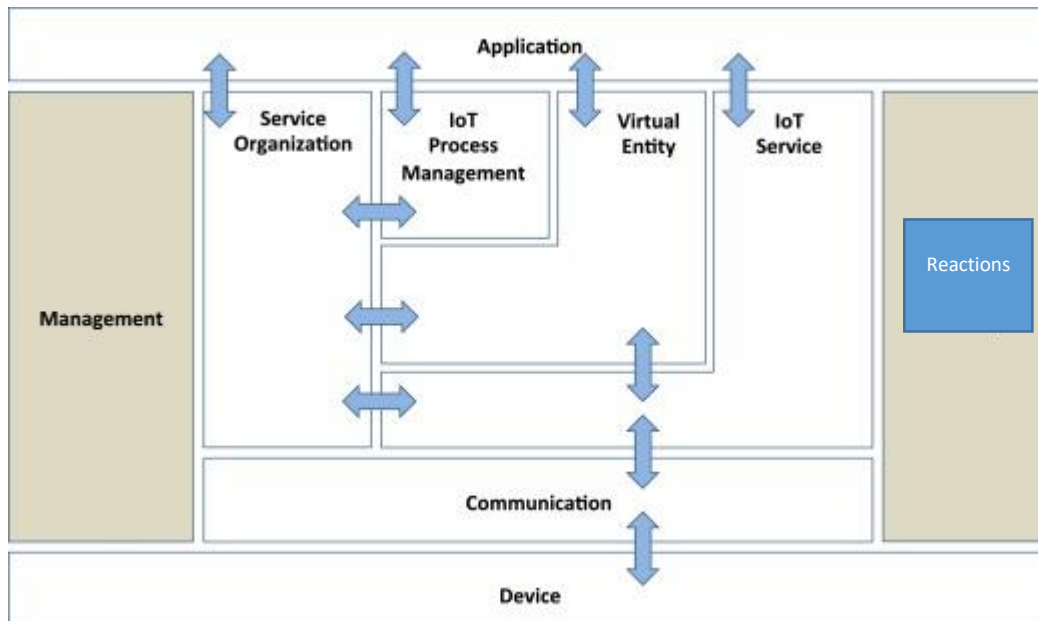 Application
Service
Organization
IoT
Process
Management
Virtual
Entity
IoT
Service
Reactions
Management
Communication
Device